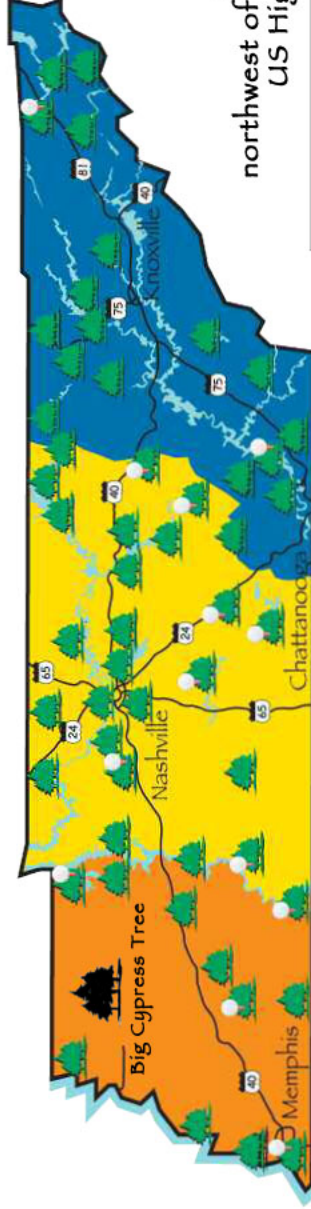 northwest of
US Hig
Big Cypress Tree
Memphis
Nashville
Chattanooga
Knoxville
40
40
40
24
24
65
65
75
75
81